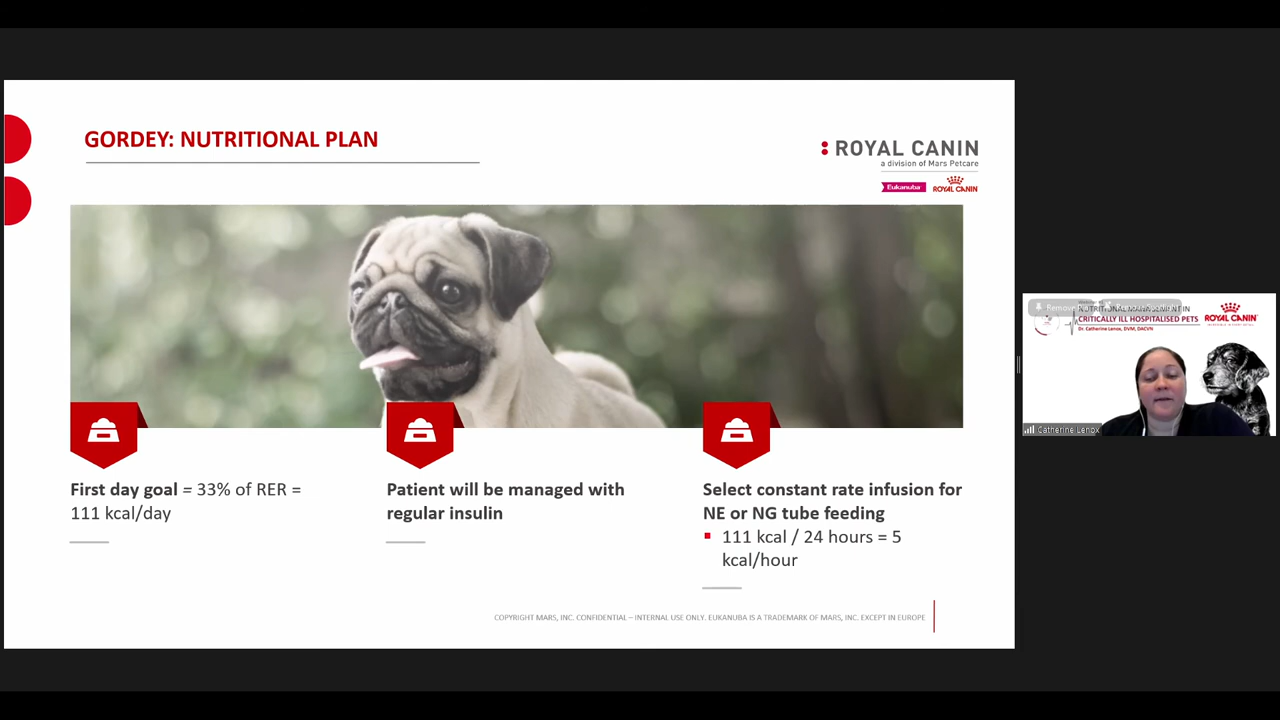 GORDEY: NUTRITIONAL PLAN
ROYAL CANIN
a division of Mars Petcare
Eukanuba
ROYAL CANIN
First day goal = 33% of RER =
111 kcal/day
Patient will be managed with
regular insulin
Select constant rate infusion for
NE or NG tube feeding
111 kcal / 24 hours = 5
kcal/hour
COPYRIGHT MARS, INC. CONFIDENTIAL – INTERNAL USE ONLY. EUKANUBA IS A TRADEMARK OF MARS, INC. EXCEPT IN EUROPE
NUTRITIONAL MANAGEMENT IN
CRITICALLY ILL HOSPITALISED PETS
Dr. Catherine Lenox, DVM, DACVN
ROYAL CANIN
Catherine Lenox